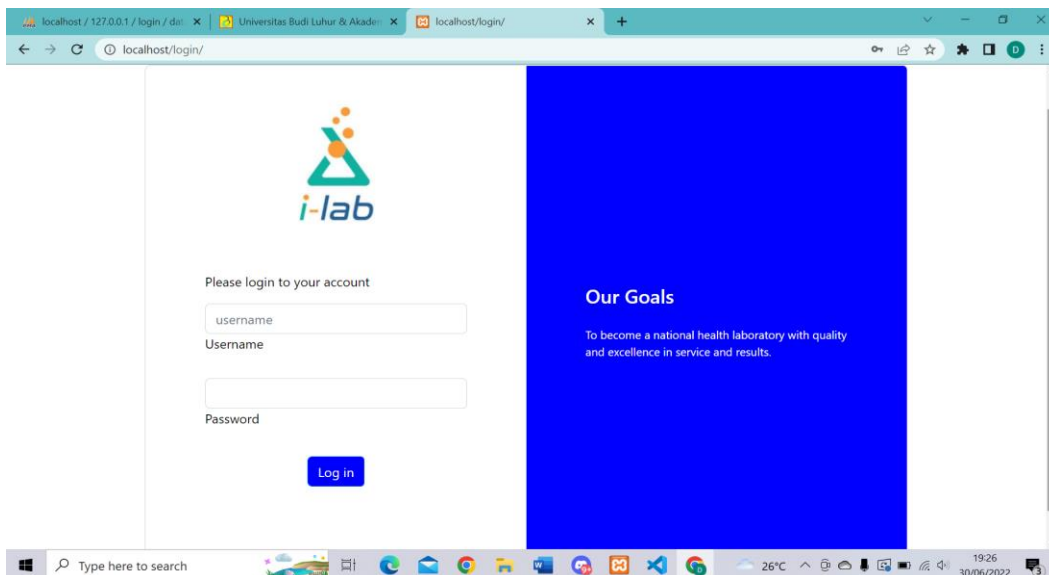 localhost / 127.0.0.1 / login / dat
Universitas Budi Luhur & Akadem
localhost/login/
localhost/login/
D
i-lab
Please login to your account
username
Username
Password
Log in
Our Goals
To become a national health laboratory with quality
and excellence in service and results.
Type here to search
26°C
19:26
30/06/2022
3